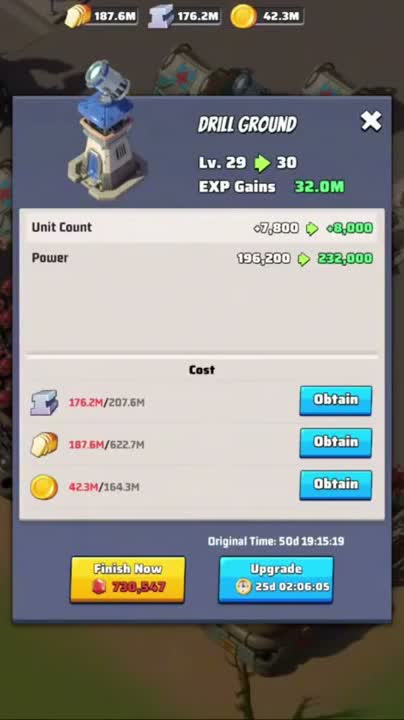 187.6M 176.2M 42.3M
DRILL GROUND
Lv. 29 30
EXP Gains 32.0M
Unit Count +7,800 +8,000
Power 196,200 232,000
Cost
176.2M/207.6M Obtain
187.6M/622.7M Obtain
42.3M/164.3M Obtain
Original Time: 50d 19:15:19
Finish Now Upgrade
730,547 25d 02:06:05